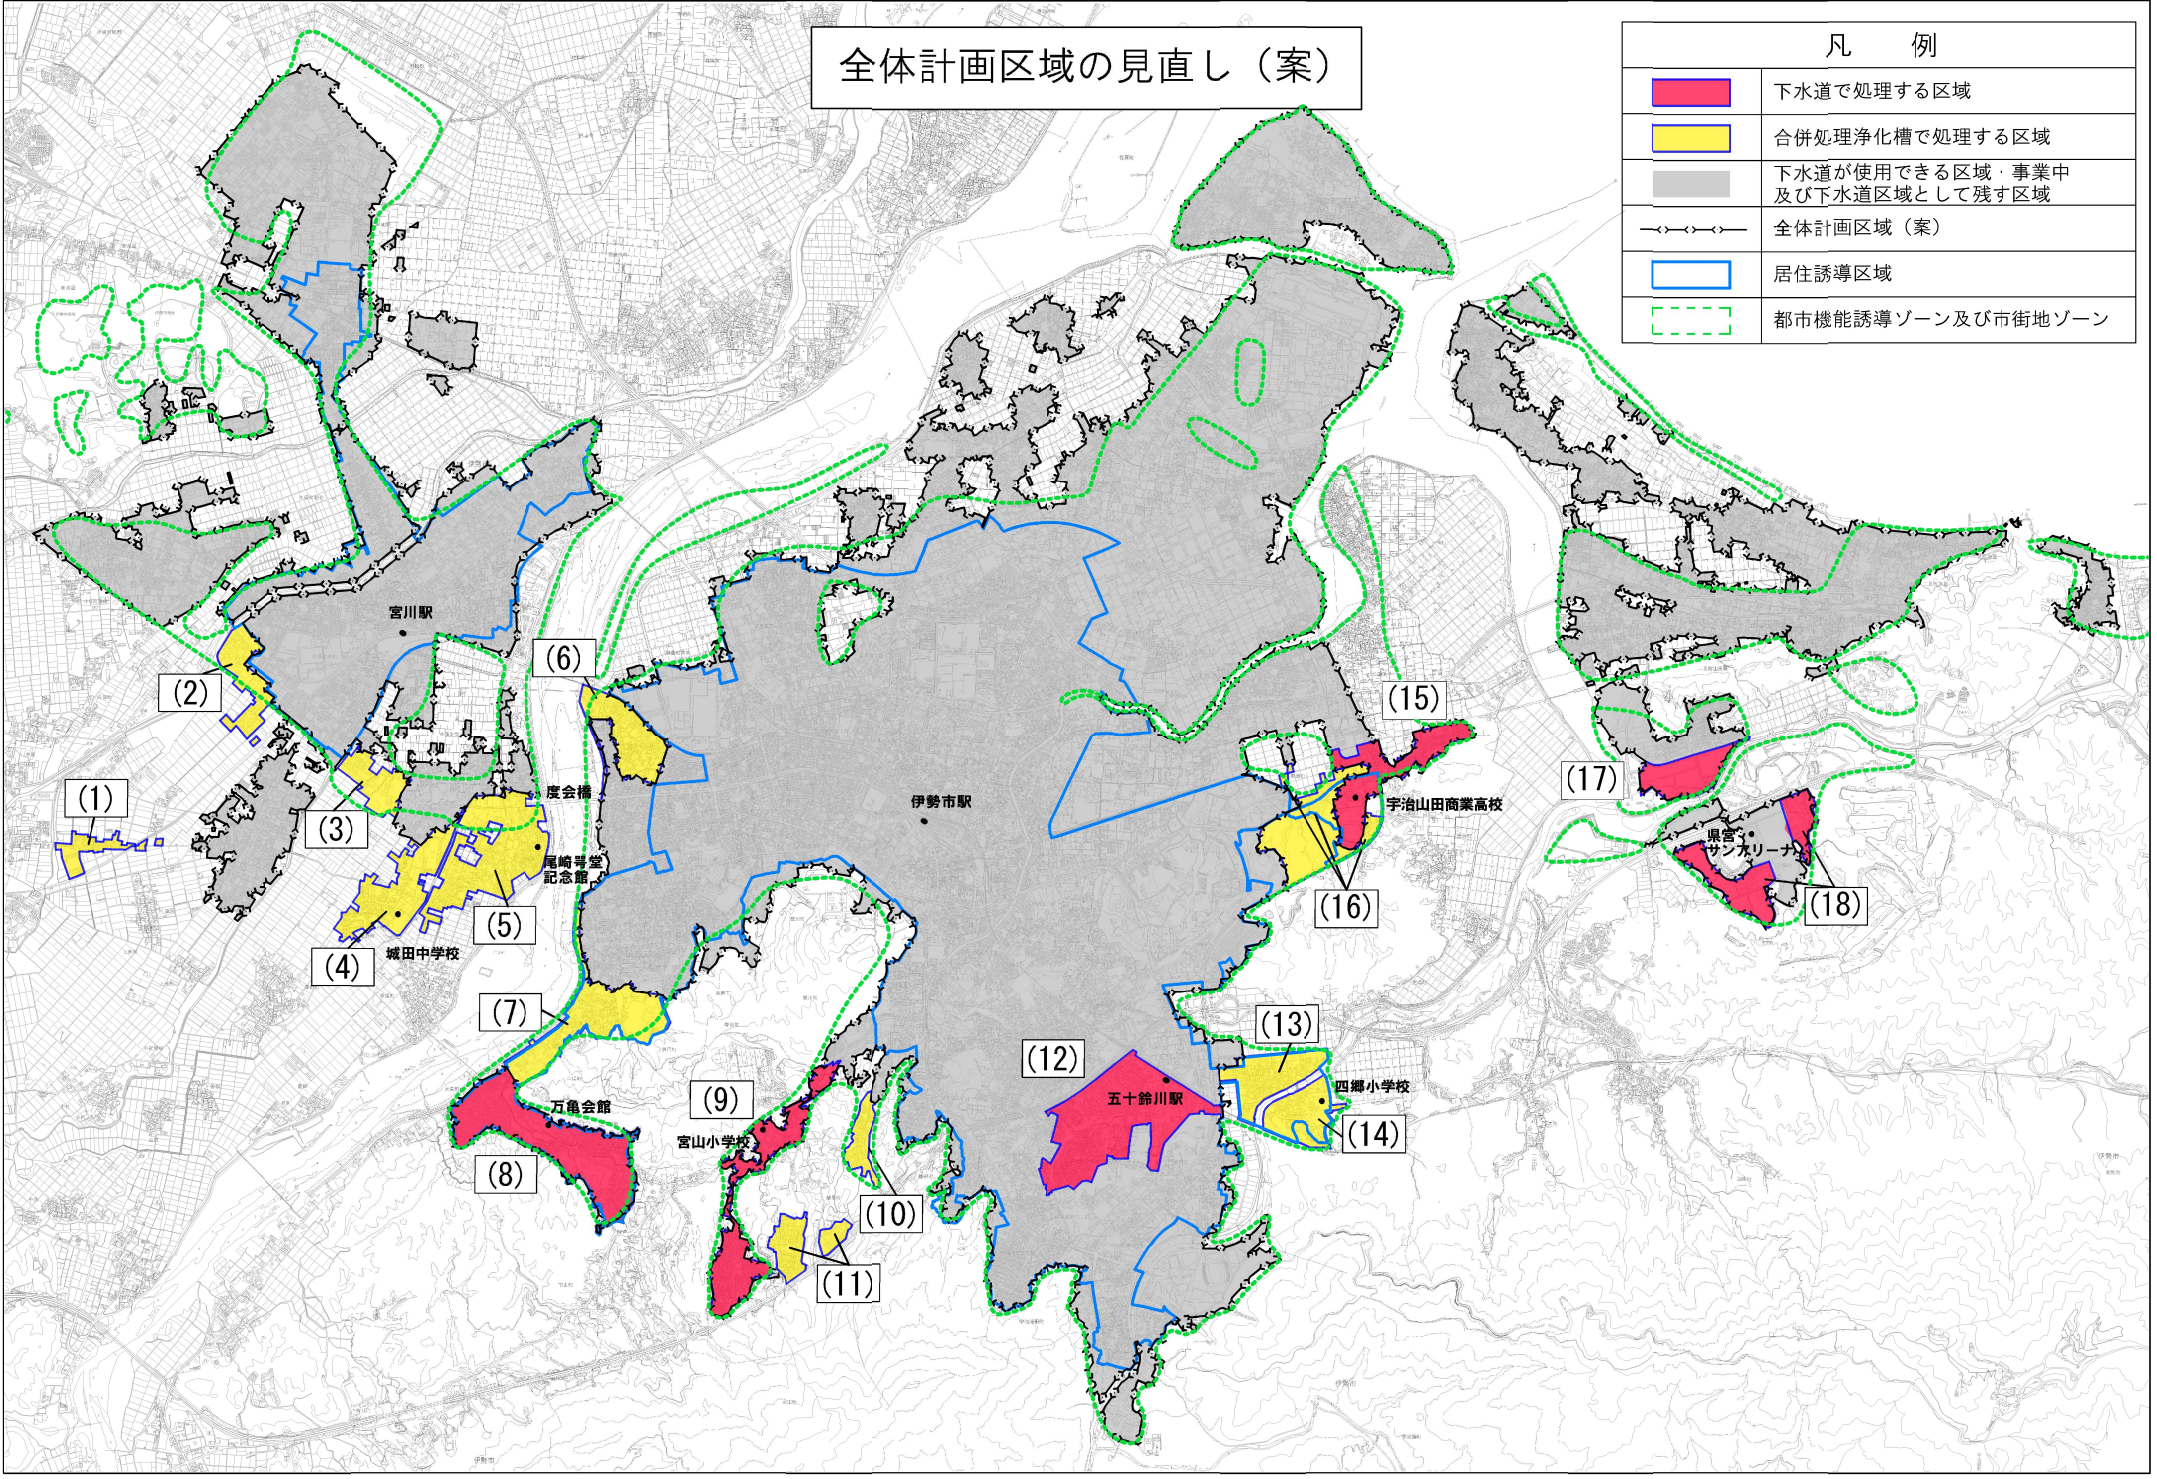 全体計画区域の見直し（案）
凡　例
下水道で処理する区域
合併処理浄化槽で処理する区域
下水道が使用できる区域・事業中
及び下水道区域として残す区域
全体計画区域（案）
居住誘導区域
都市機能誘導ゾーン及び市街地ゾーン
宮川駅
(6)
(2)
(15)
(17)
(1)
度会橋
伊勢市駅
宇治山田商業高校
(3)
県営
サンアリーナ
尾崎咢堂
記念館
(16)
(18)
(5)
城田中学校
(4)
(7)
(13)
(12)
四郷小学校
五十鈴川駅
万亀会館
(9)
宮山小学校
(14)
(8)
(10)
(11)